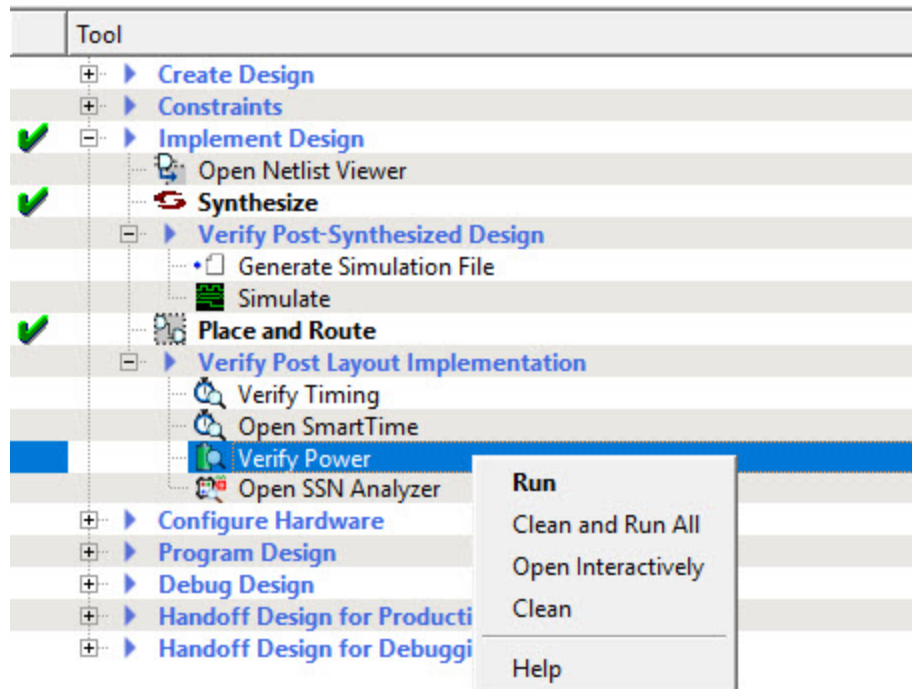 Tool
Create Design
Constraints
Implement Design
Open Netlist Viewer
Synthesize
Verify Post-Synthesized Design
Generate Simulation File
Simulate
Place and Route
Verify Post Layout Implementation
Verify Timing
Open SmartTime
Verify Power
Open SSN Analyzer
Configure Hardware
Program Design
Debug Design
Handoff Design for Producti
Handoff Design for Debuggi
Run
Clean and Run All
Open Interactively
Clean
Help